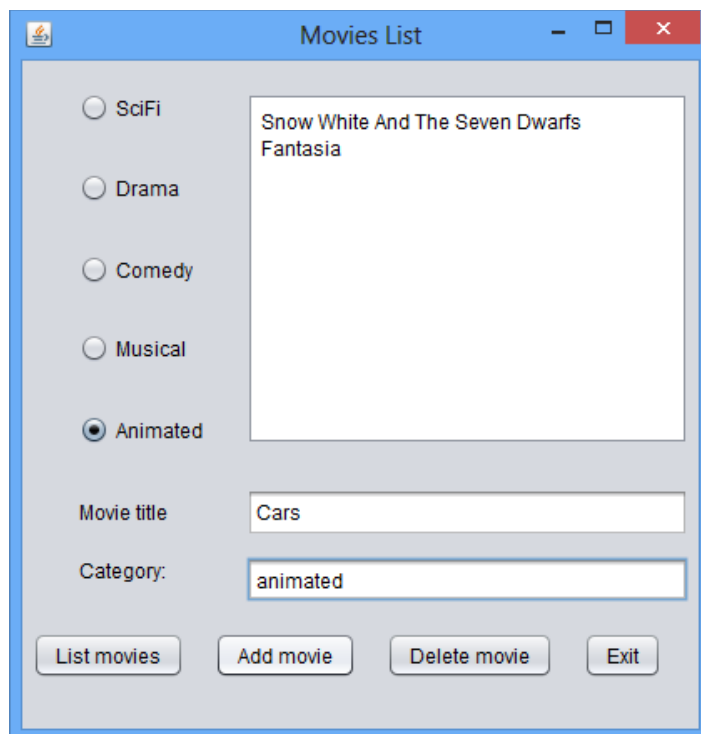 Movies List
SciFi
Snow White And The Seven Dwarfs
Fantasia
Drama
Comedy
Musical
Animated
Movie title
Cars
Category:
animated
List movies
Add movie
Delete movie
Exit